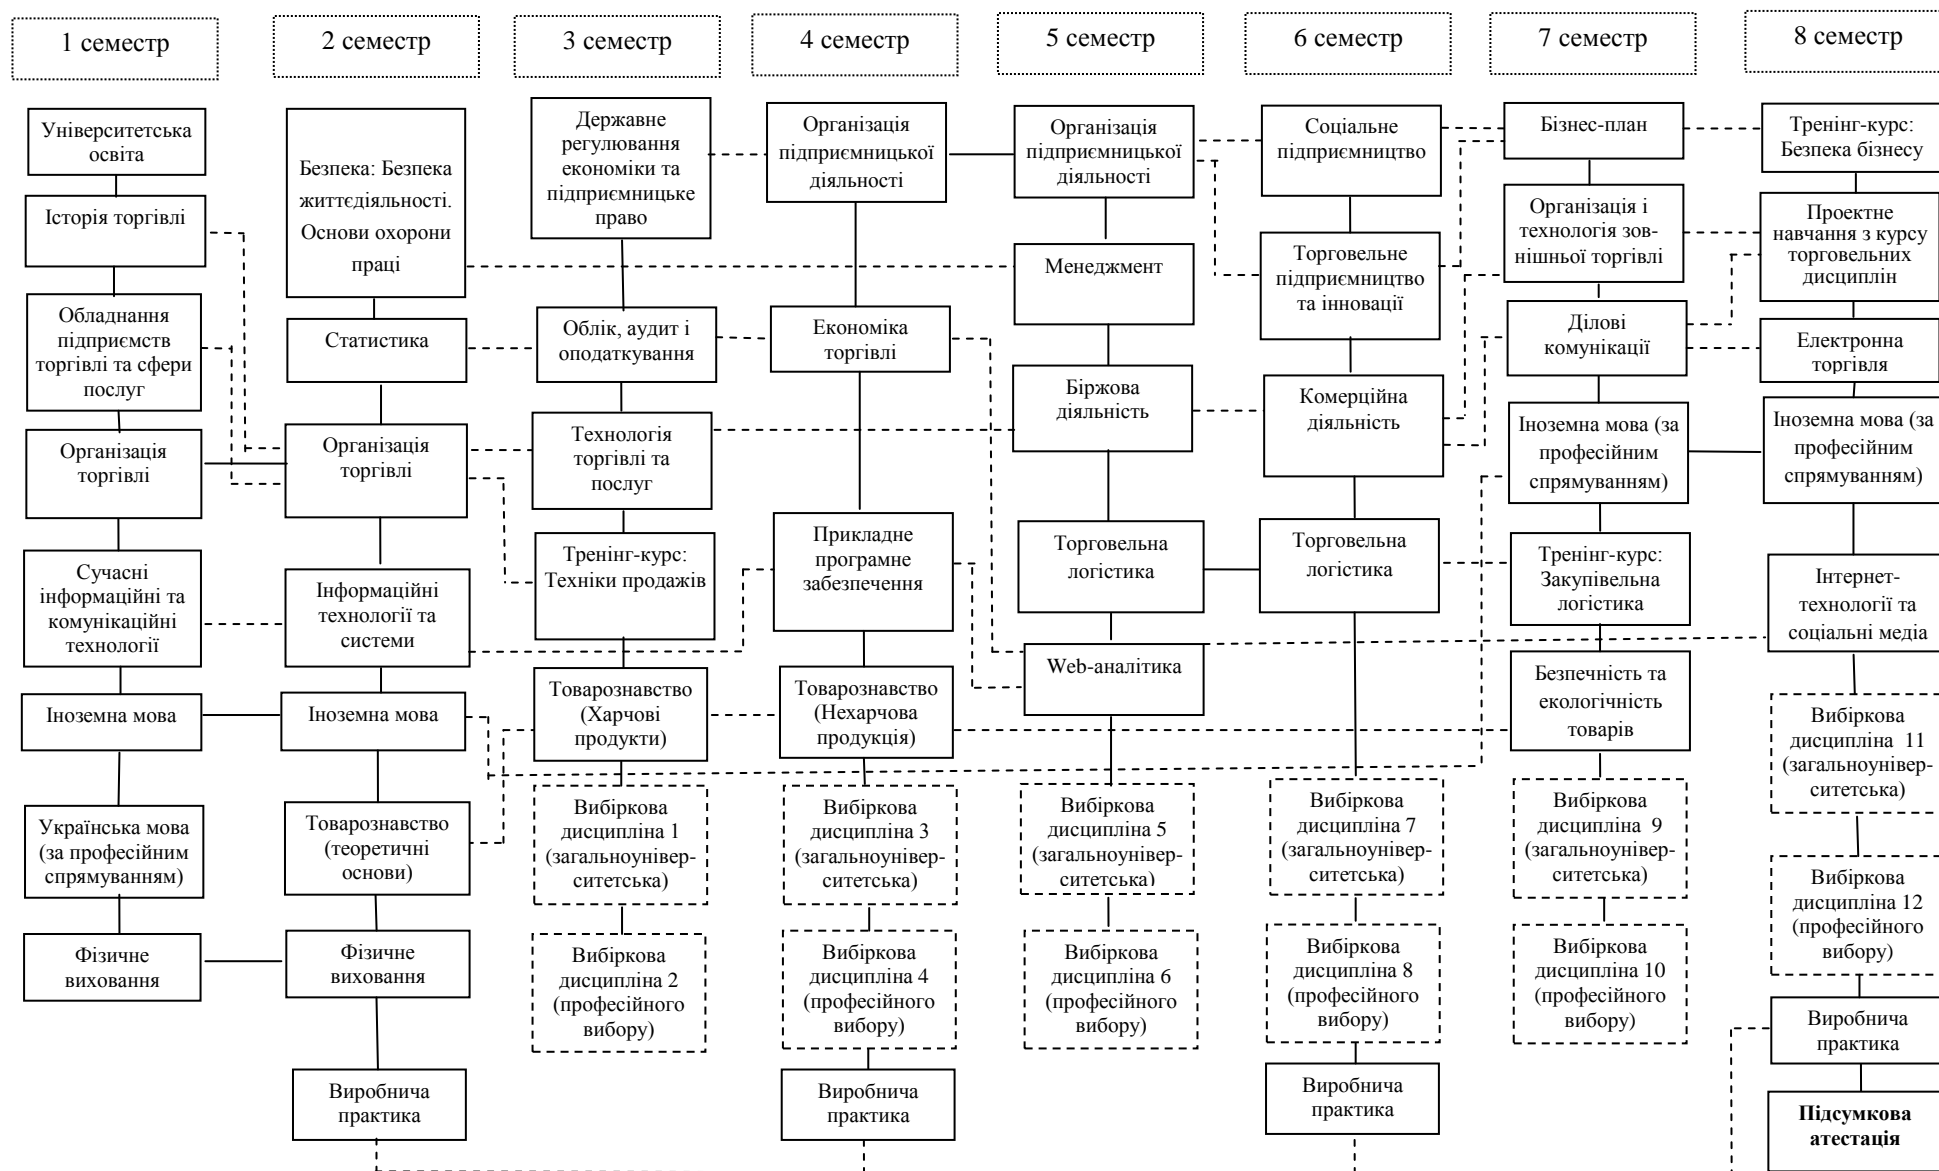 1 семестр
2 семестр
3 семестр
4 семестр
5 семестр
6 семестр
7 семестр
8 семестр
Університетська
освіта
Історія торгівлі
Обладнання
підприємств
торгівлі та сфери
послуг
Організація
торгівлі
Сучасні
інформаційні та
комунікаційні
технології
Іноземна мова
Українська мова
(за професійним
спрямуванням)
Фізичне
виховання
Безпека: Безпека
життєдіяльності.
Основи охорони
праці
Статистика
Організація
торгівлі
Інформаційні
технології та
системи
Іноземна мова
Товарознавство
(теоретичні
основи)
Фізичне
виховання
Виробнича
практика
Державне
регулювання
економіки та
підприємницьке
право
Облік, аудит і
оподаткування
Технологія
торгівлі та
послуг
Тренінг-курс:
Техніки продажів
Товарознавство
(Харчові
продукти)
Вибіркова
дисципліна 1
(загальноунівер-
ситетська)
Вибіркова
дисципліна 2
(професійного
вибору)
Організація
підприємницької
діяльності
Економіка
торгівлі
Прикладне
програмне
забезпечення
Товарознавство
(Нехарчова
продукція)
Вибіркова
дисципліна 3
(загальноунівер-
ситетська)
Вибіркова
дисципліна 4
(професійного
вибору)
Виробнича
практика
Організація
підприємницької
діяльності
Менеджмент
Біржова
діяльність
Торговельна
логістика
Web-аналітика
Вибіркова
дисципліна 5
(загальноунівер-
ситетська)
Вибіркова
дисципліна 6
(професійного
вибору)
Соціальне
підприємництво
Торговельне
підприємництво
та інновації
Комерційна
діяльність
Торговельна
логістика
Вибіркова
дисципліна 7
(загальноунівер-
ситетська)
Вибіркова
дисципліна 8
(професійного
вибору)
Виробнича
практика
Бізнес-план
Організація і
технологія зов-
нішньої торгівлі
Ділові
комунікації
Іноземна мова (за
професійним
спрямуванням)
Тренінг-курс:
Закупівельна
логістика
Безпечність та
екологічність
товарів
Вибіркова
дисципліна 9
(загальноунівер-
ситетська)
Вибіркова
дисципліна 10
(професійного
вибору)
Тренінг-курс:
Безпека бізнесу
Проектне
навчання з курсу
торговельних
дисциплін
Електронна
торгівля
Іноземна мова (за
професійним
спрямуванням)
Інтернет-
технології та
соціальні медіа
Вибіркова
дисципліна 11
(загальноунівер-
ситетська)
Вибіркова
дисципліна 12
(професійного
вибору)
Виробнича
практика
Підсумкова
атестація